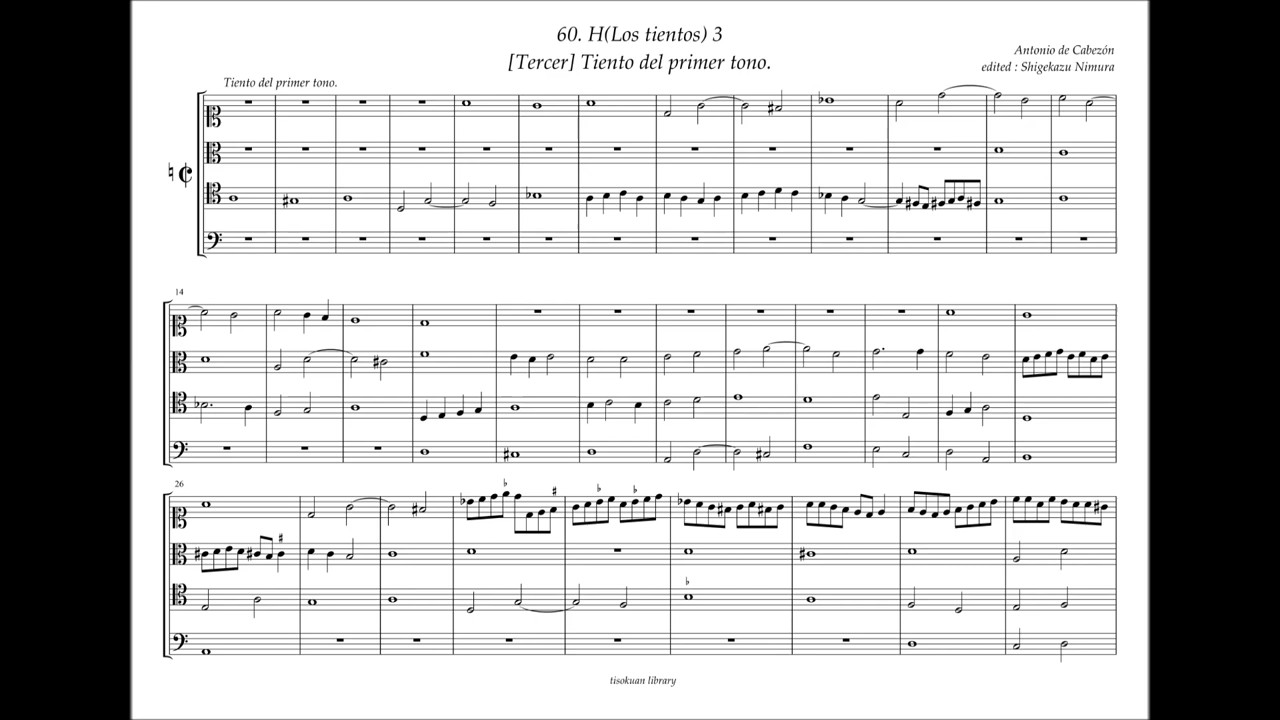 60. H(Los tientos) 3
[Tercer] Tiento del primer tono.
Antonio de Cabezón
edited : Shigekazu Nimura
Tiento del primer tono.
14
26
tisokuan library